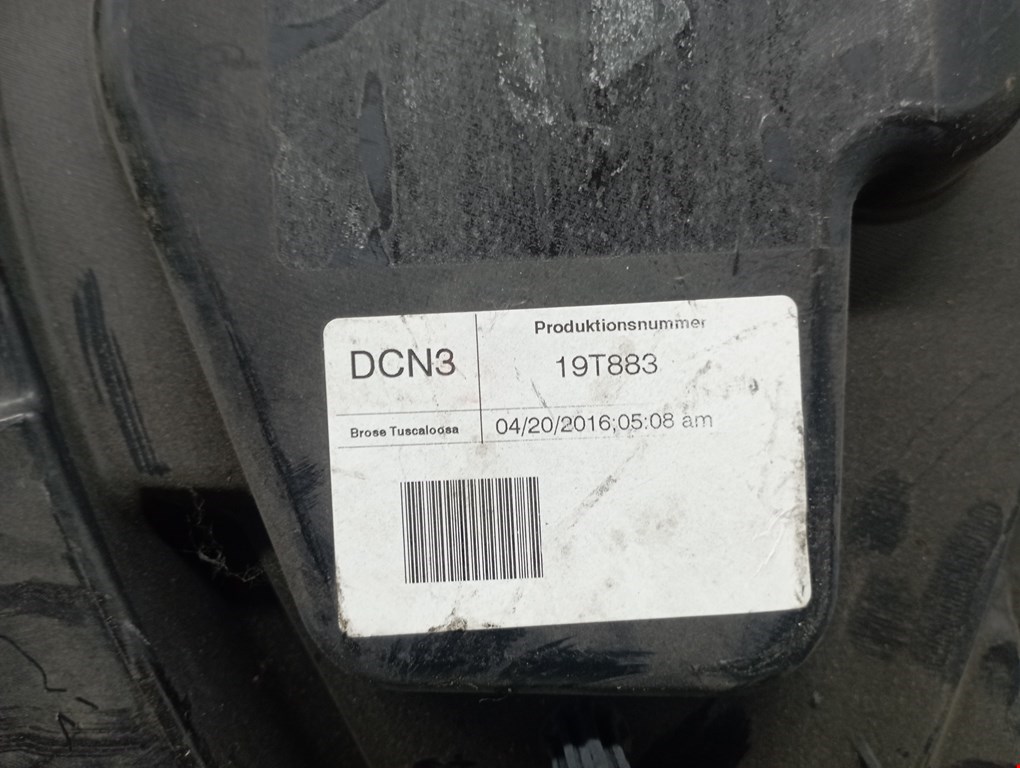 DCN3
Produktionsnummer
19T883
Brose Tuscaloosa
04/20/2016;05:08 am